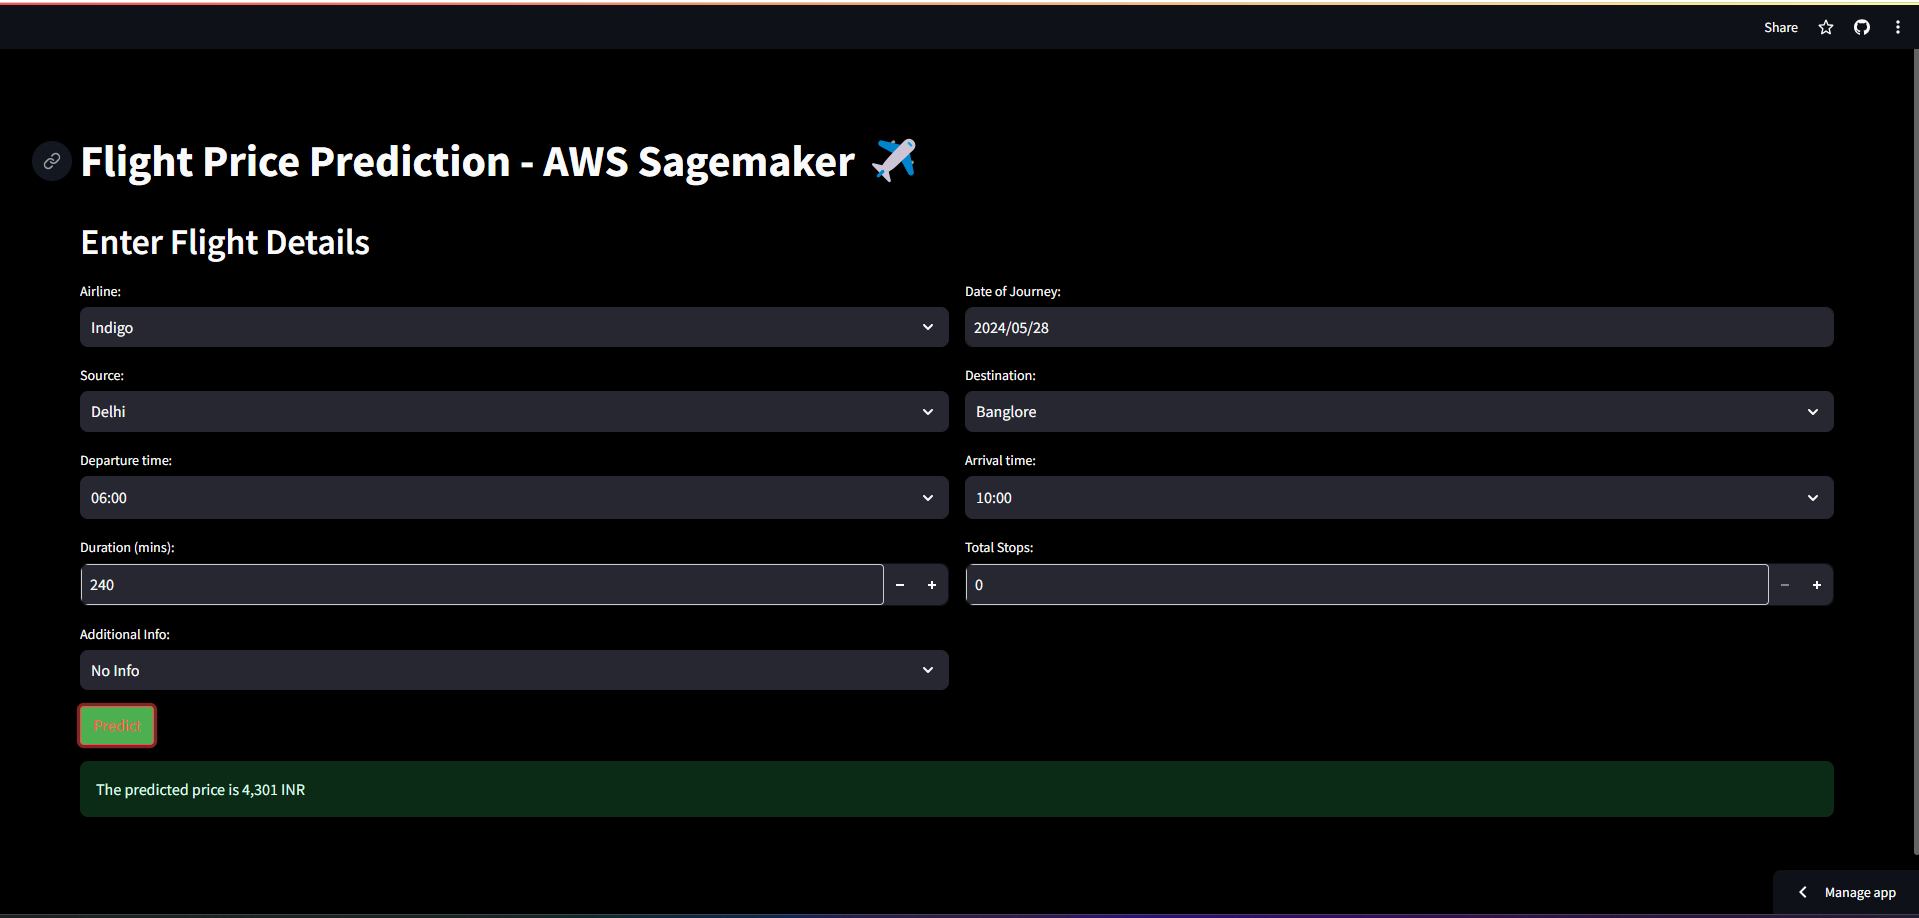 Share
Flight Price Prediction - AWS Sagemaker
Enter Flight Details
Airline:
Date of Journey:
Indigo
2024/05/28
Source:
Destination:
Delhi
Banglore
Departure time:
Arrival time:
06:00
10:00
Duration (mins):
Total Stops:
240
0
Additional Info:
No Info
Predict
The predicted price is 4,301 INR
Manage app